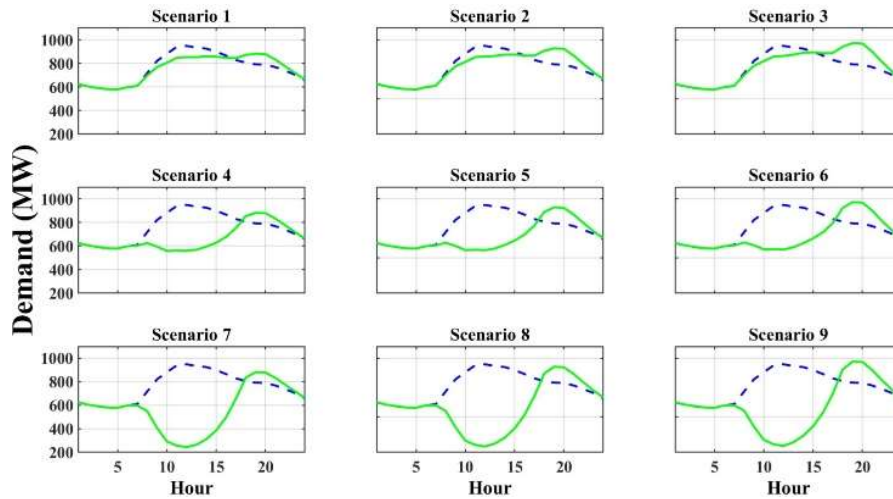 Scenario 1
Scenario 2
Scenario 3
1000
800
600
400
200
Scenario 4
Scenario 5
Scenario 6
1000
800
600
400
200
Demand (MW)
Scenario 7
Scenario 8
Scenario 9
1000
800
600
400
200
5 10 15 20
5 10 15 20
5 10 15 20
Hour
Hour
Hour